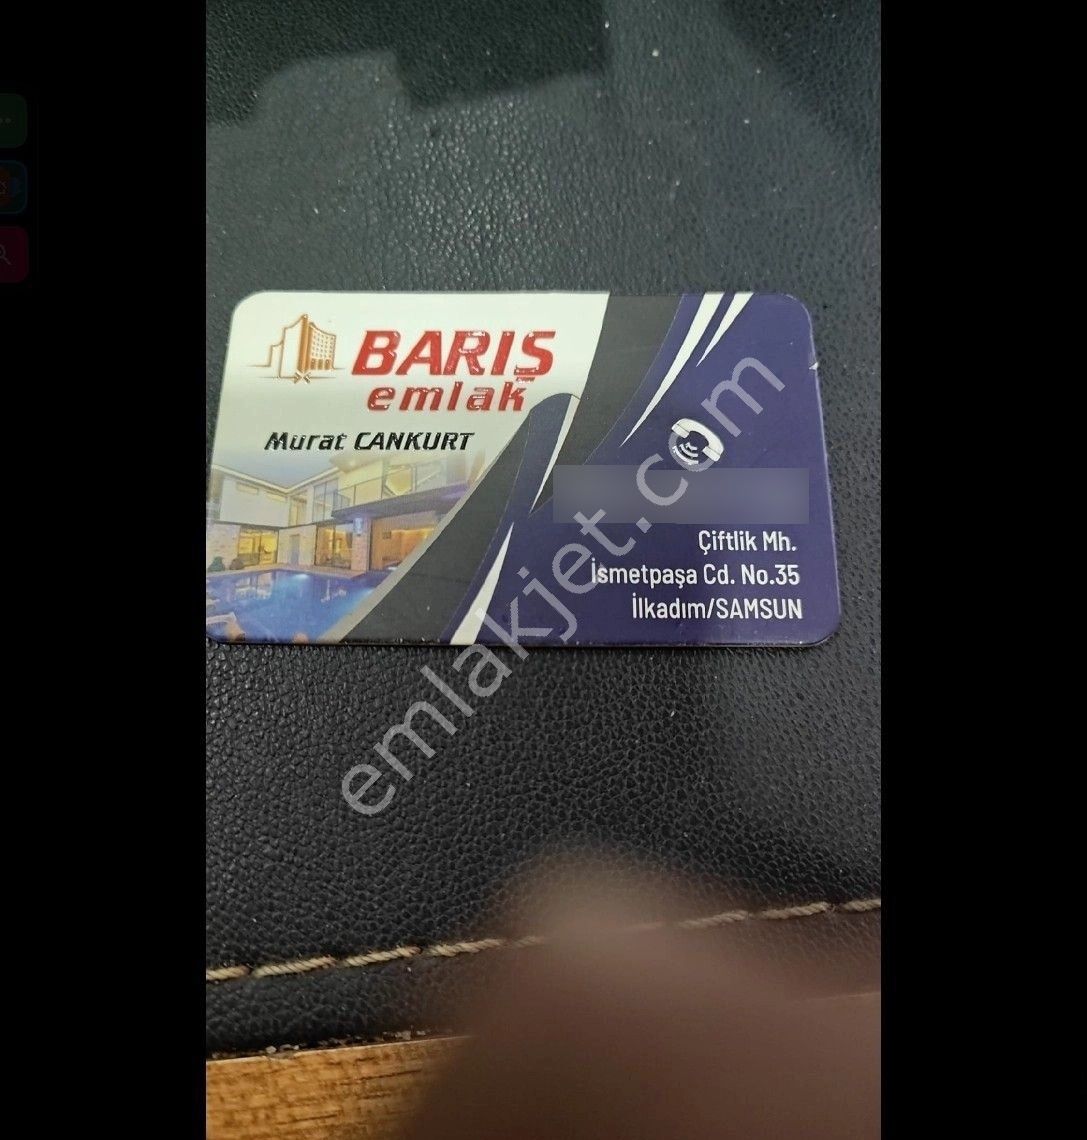 BARIŞ
emlak
Murat CANKURT
Çiftlik Mh.
İsmetpaşa Cd. No.35
İlkadım/SAMSUN
emlakjet.com